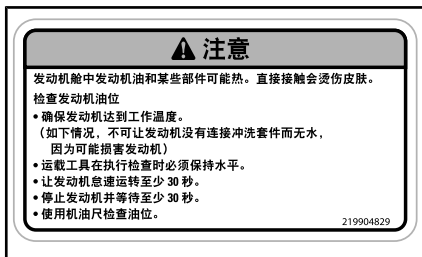 注意
发动机舱中发动机油和某些部件可能热。直接接触会烫伤皮肤。
检查发动机油位
• 确保发动机达到工作温度。
（如下情况，不可让发动机没有连接冲洗套件而无水，
因为可能损害发动机）
• 运载工具在执行检查时必须保持水平。
• 让发动机怠速运转至少 30 秒。
• 停止发动机并等待至少 30 秒。
• 使用机油尺检查油位。
219904829